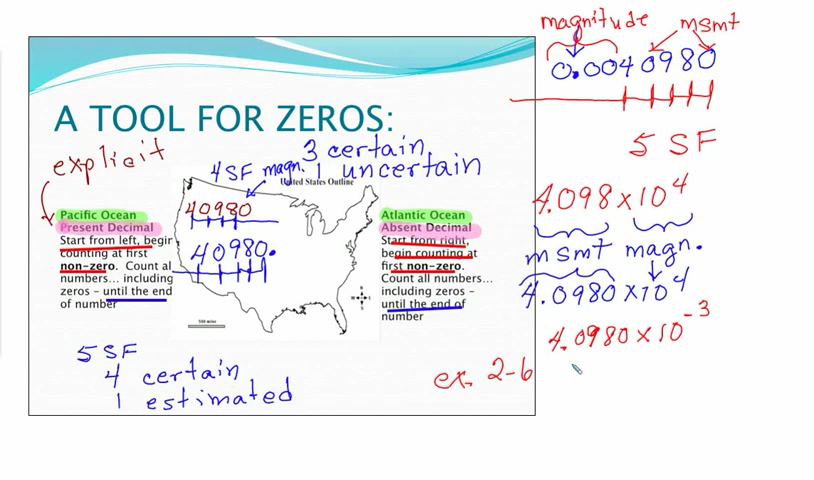 magnitude msmt
0.0040980
5 SF
A TOOL FOR ZEROS:
explicit
3 certain,
4 SF magn. 1 uncertain
United States Outline
Pacific Ocean
Present Decimal
Start from left, begin
counting at first
non-zero. Count al
numbers... including
zeros - until the end
of number
40980
40980.
500 miles
Atlantic Ocean
Absent Decimal
Start from right,
begin counting at
first non-zero.
Count all numbers...
including zeros -
until the end of
number
4.098 x 10^4
msmt magn.
4.0980 x 10^4
4.0980 x 10^-3
5 SF
4 certain
1 estimated
ex. 2-6